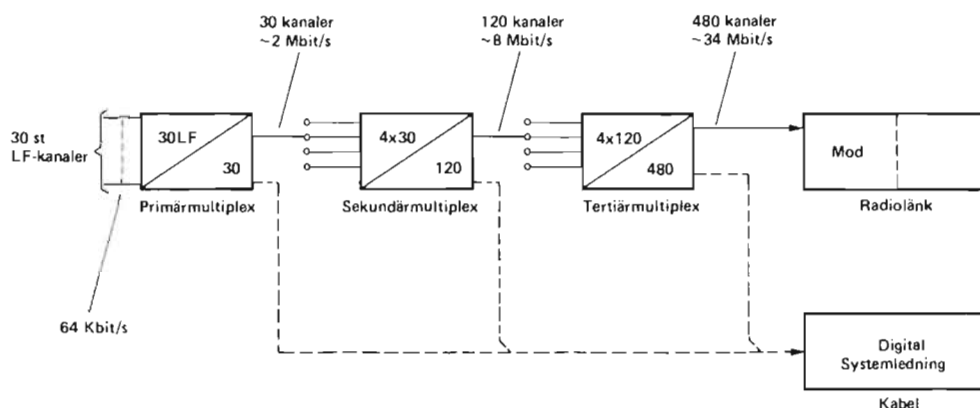 30 kanaler
~2 Mbit/s
120 kanaler
~8 Mbit/s
480 kanaler
~34 Mbit/s
30 st
LF-kanaler
30LF
30
4x30
120
4x120
480
Mod
Primärmultiplex
Sekundärmultiplex
Tertiärmultiplex
Radiolänk
64 Kbit/s
Digital
Systemledning
Kabel